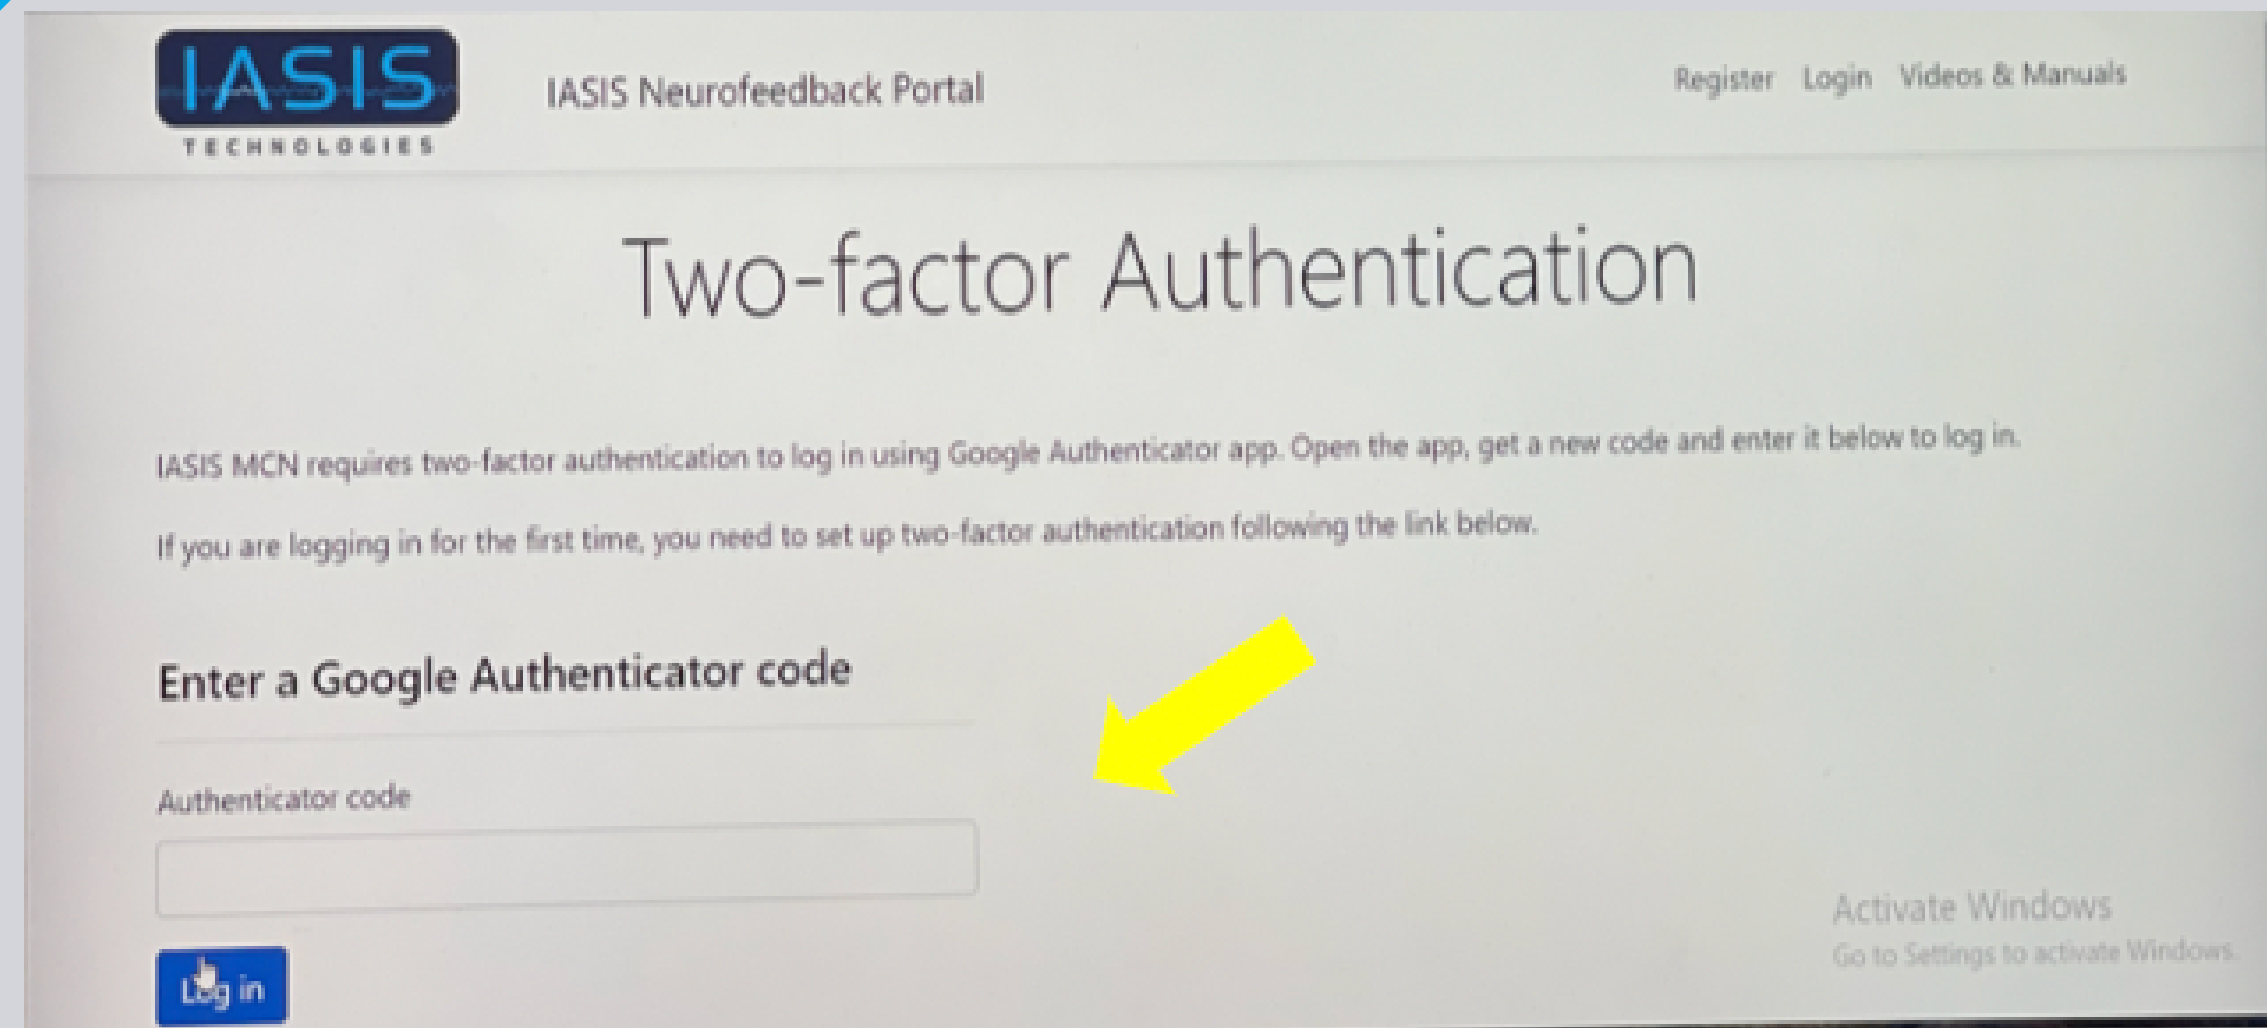 IASIS
TECHNOLOGIES
IASIS Neurofeedback Portal
Register Login Videos & Manuals
Two-factor Authentication
IASIS MCN requires two-factor authentication to log in using Google Authenticator app. Open the app, get a new code and enter it below to log in.
If you are logging in for the first time, you need to set up two-factor authentication following the link below.
Enter a Google Authenticator code
Authenticator code
Log in
Activate Windows
Go to Settings to activate Windows.